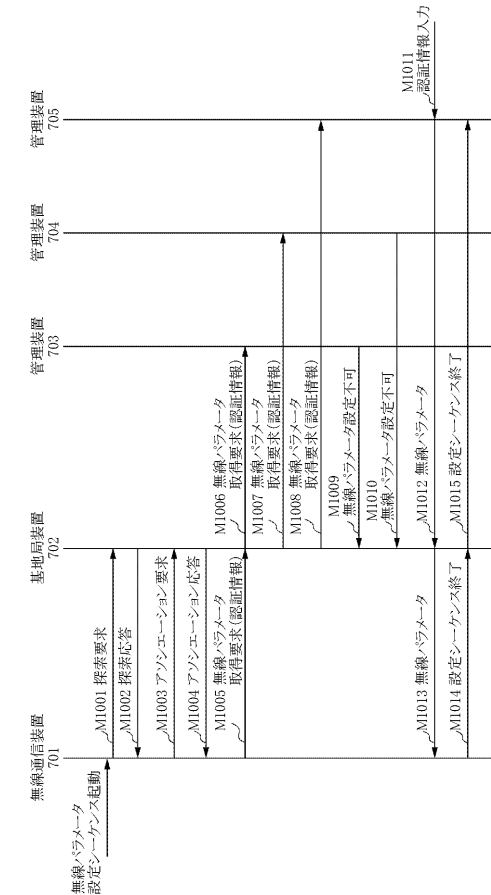 無線通信装置
701
基地局装置
702
管理装置
703
管理装置
704
管理装置
705
無線パラメータ
設定シーケンス起動
M1001 探索要求
M1002 探索応答
M1003 アソシエーション要求
M1004 アソシエーション応答
M1005 無線パラメータ
取得要求(認証情報)
M1006 無線パラメータ
取得要求(認証情報)
M1007 無線パラメータ
取得要求(認証情報)
M1008 無線パラメータ
取得要求(認証情報)
M1009
無線パラメータ設定不可
M1010
無線パラメータ設定不可
M1011
認証情報入力
M1012 無線パラメータ
M1013 無線パラメータ
M1014 設定シーケンス終了
M1015 設定シーケンス終了